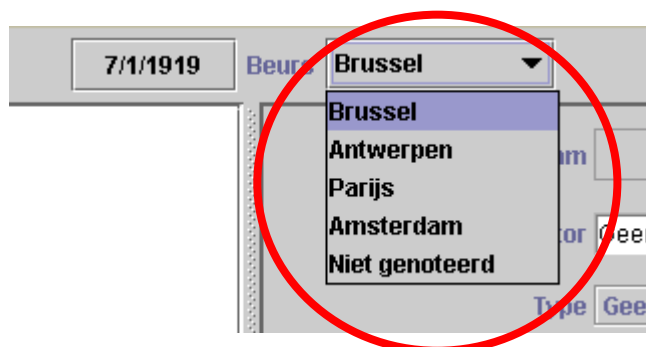 7/1/1919 Beurs Brussel
Brussel
Antwerpen
Parijs
Amsterdam
Niet genoteerd
Type